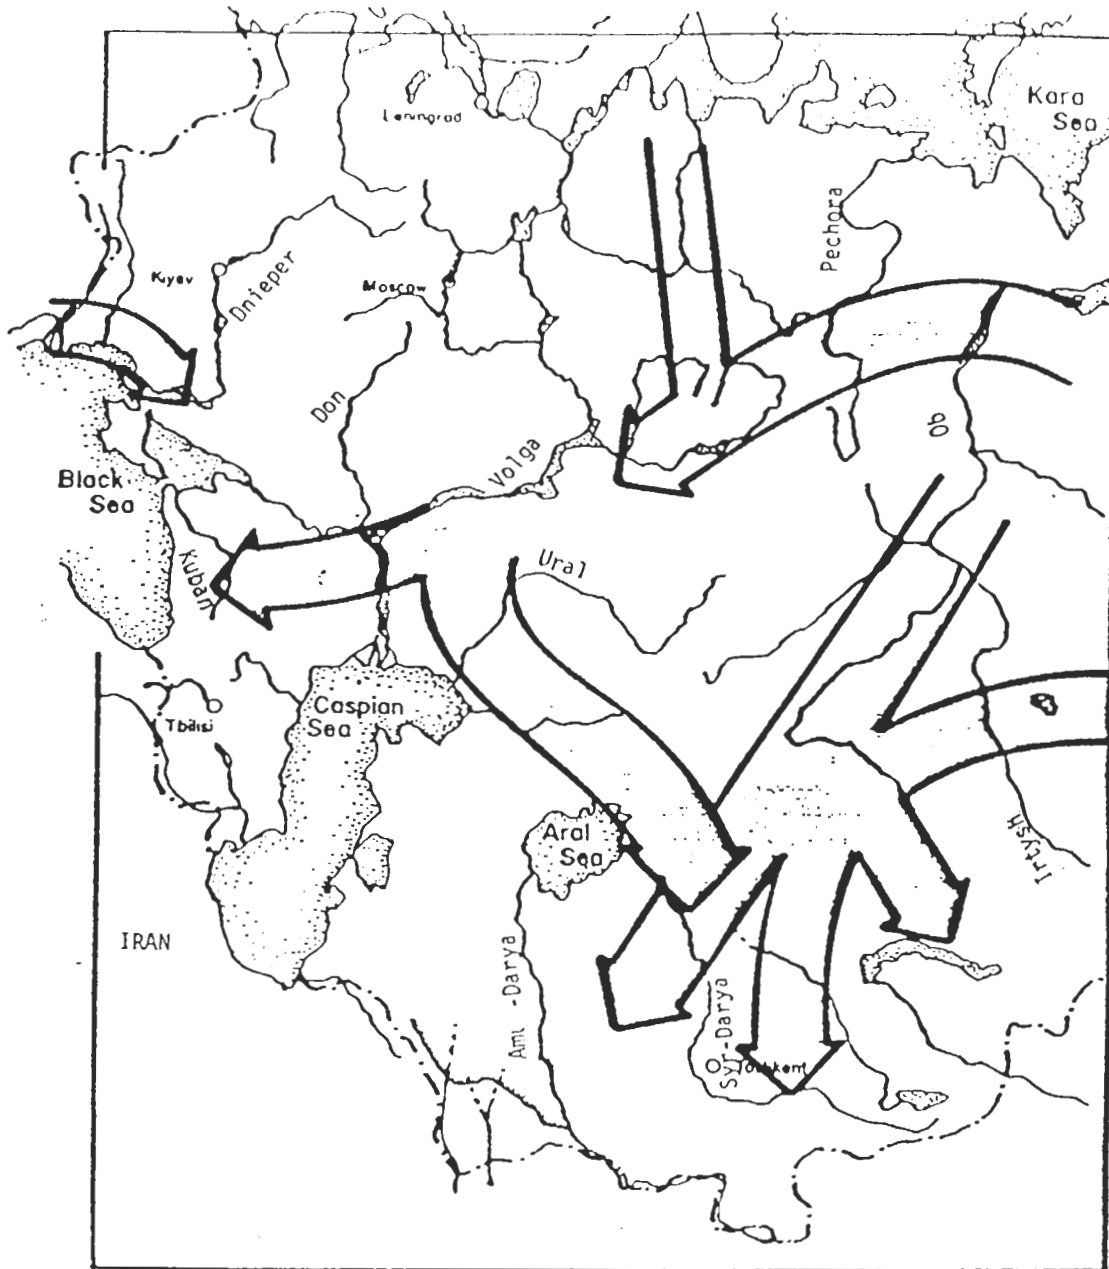 Kara
Sea
Leningrad
Pechora
Kiyev
Dnieper
Moscow
Don
Ob
Volga
Black
Sea
Kuban
Ural
Caspian
Sea
Tbilisi
Aral
Sea
Irtysh
IRAN
Amu-Darya
Syr-Darya
Tashkent